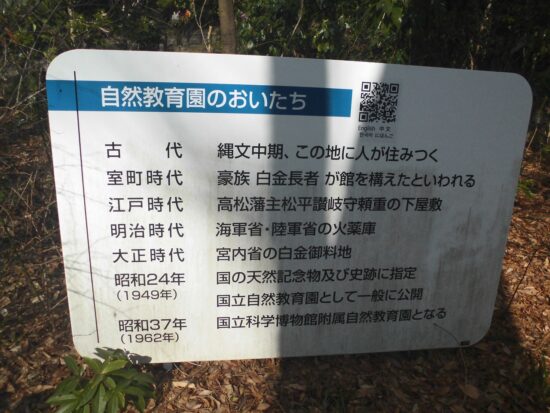 自然教育園のおいたち
English 中文
한국어 にほんご
古代 縄文中期、この地に人が住みつく
室町時代 豪族 白金長者 が館を構えたといわれる
江戸時代 高松藩主松平讃岐守頼重の下屋敷
明治時代 海軍省・陸軍省の火薬庫
大正時代 宮内省の白金御料地
昭和24年 国の天然記念物及び史跡に指定
(1949年)
国立自然教育園として一般に公開
昭和37年 国立科学博物館附属自然教育園となる
(1962年)